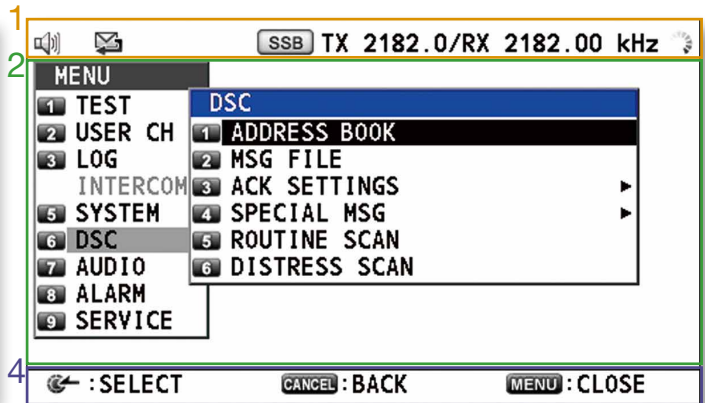 1
SSB TX 2182.0/RX 2182.00 kHz
2
MENU
1 TEST
2 USER CH
3 LOG
INTERCOM
5 SYSTEM
6 DSC
7 AUDIO
8 ALARM
9 SERVICE
DSC
1 ADDRESS BOOK
2 MSG FILE
3 ACK SETTINGS
4 SPECIAL MSG
5 ROUTINE SCAN
6 DISTRESS SCAN
4
:SELECT CANCEL:BACK MENU:CLOSE